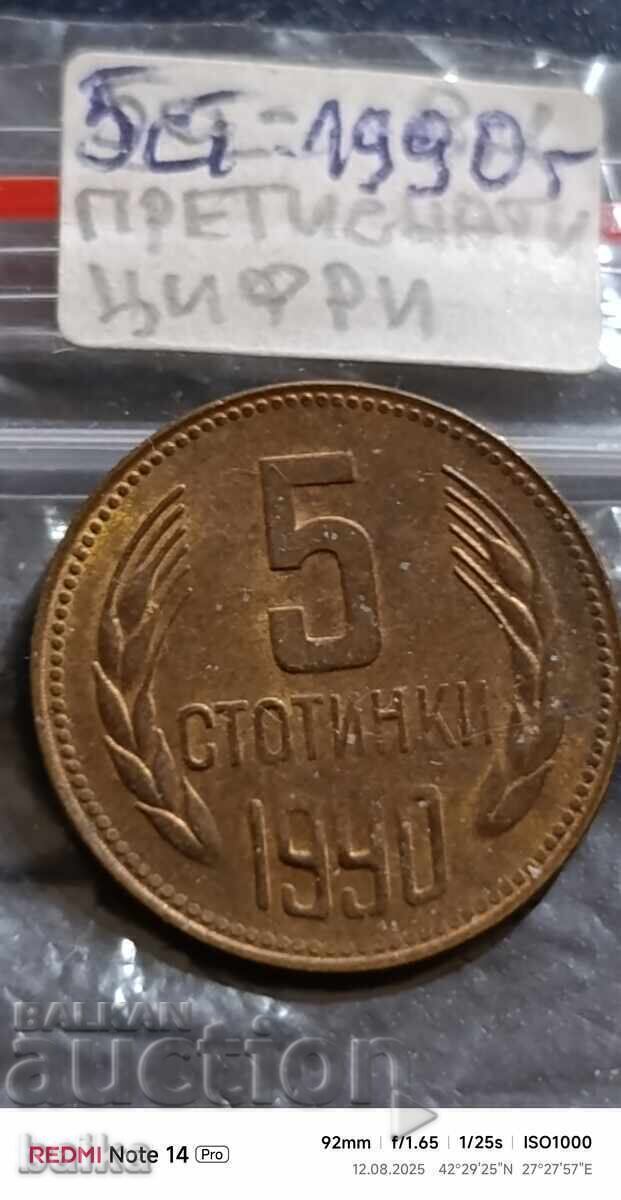 5СТ-1990г
ПРЕТИСНАТИ
ЦИФРИ
5
СТОТИНКИ
1990
BALKAN
auction
balka
REDMI Note 14 Pro
92mm | f/1.65 | 1/25s | ISO1000
12.08.2025 42°29'25"N 27°27'57"E